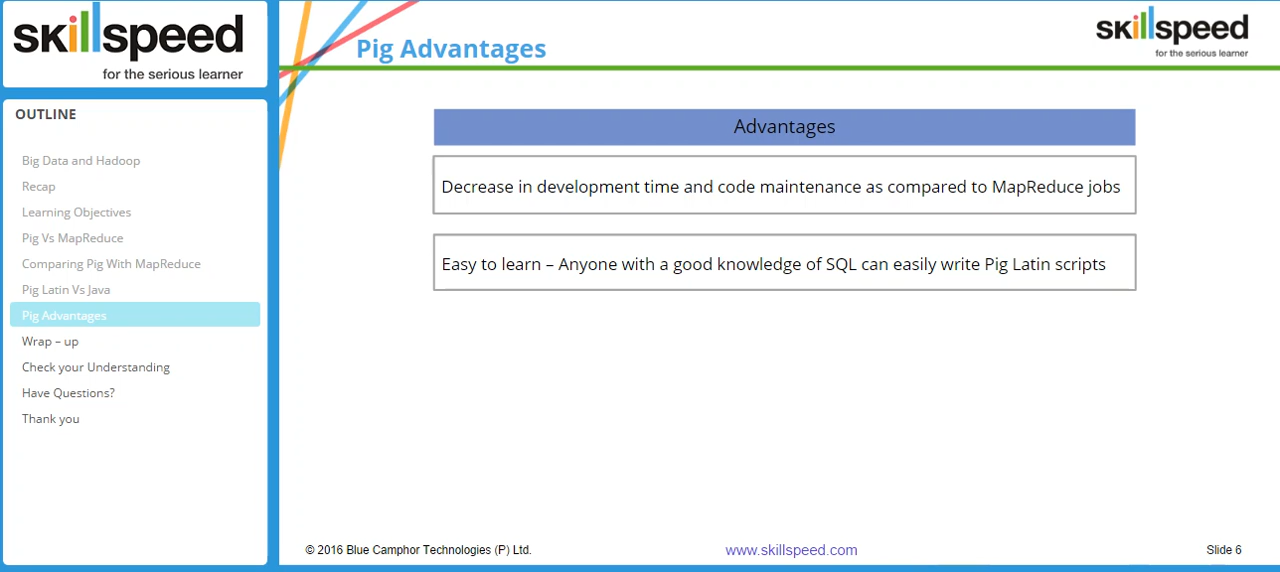 skillspeed
for the serious learner
OUTLINE
Big Data and Hadoop
Recap
Learning Objectives
Pig Vs MapReduce
Comparing Pig With MapReduce
Pig Latin Vs Java
Pig Advantages
Wrap – up
Check your Understanding
Have Questions?
Thank you
Pig Advantages
skillspeed
for the serious learner
Advantages
Decrease in development time and code maintenance as compared to MapReduce jobs
Easy to learn – Anyone with a good knowledge of SQL can easily write Pig Latin scripts
© 2016 Blue Camphor Technologies (P) Ltd.
www.skillspeed.com
Slide 6